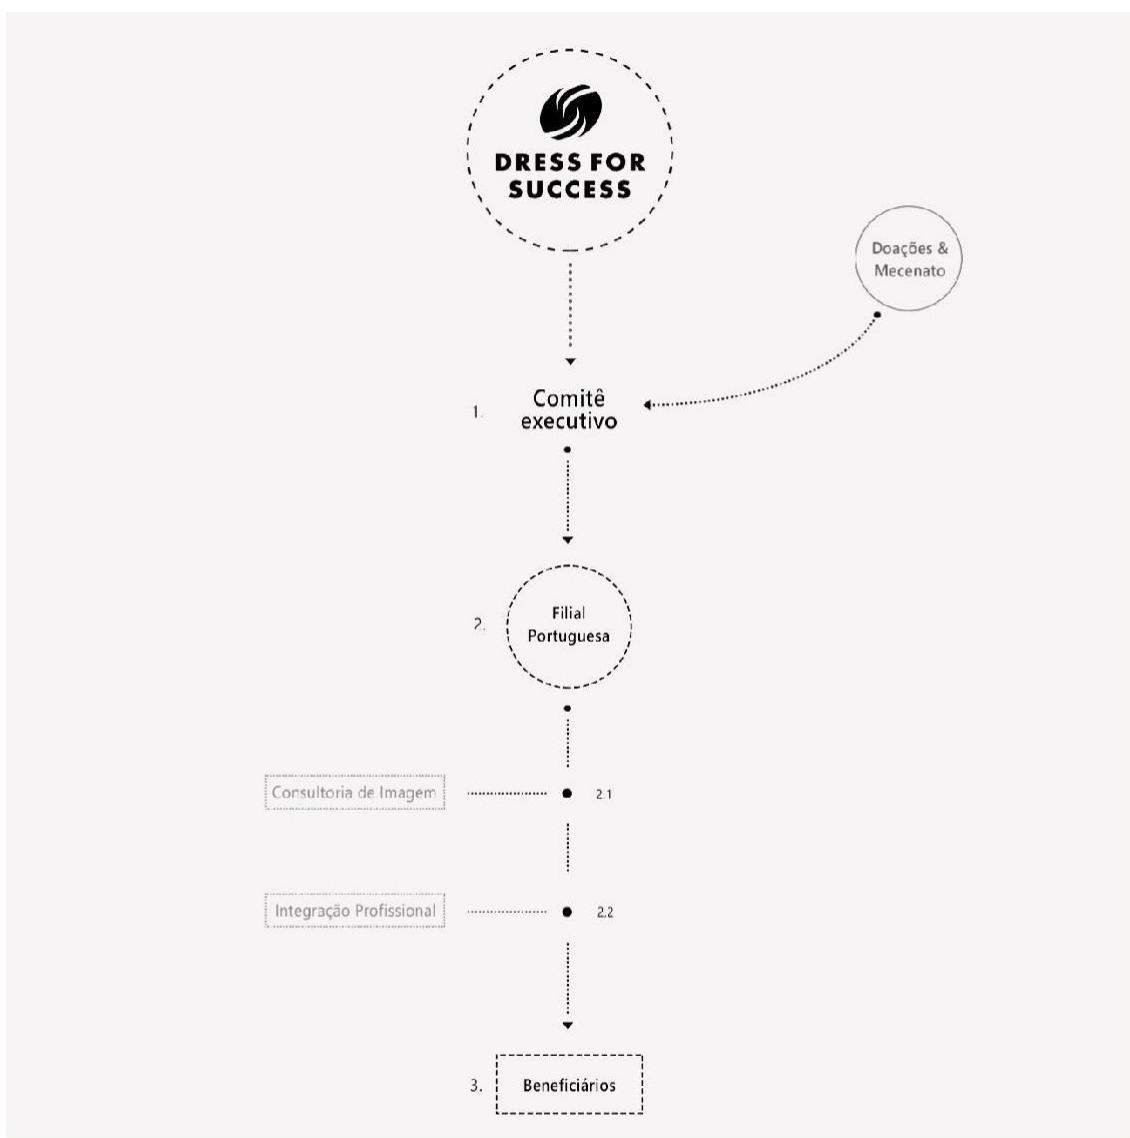 DRESS FOR
SUCCESS
Doações &
Mecenato
1.
Comitê
executivo
2.
Filial
Portuguesa
Consultoria de Imagem
2.1
Integração Profissional
2.2
3.
Beneficiários